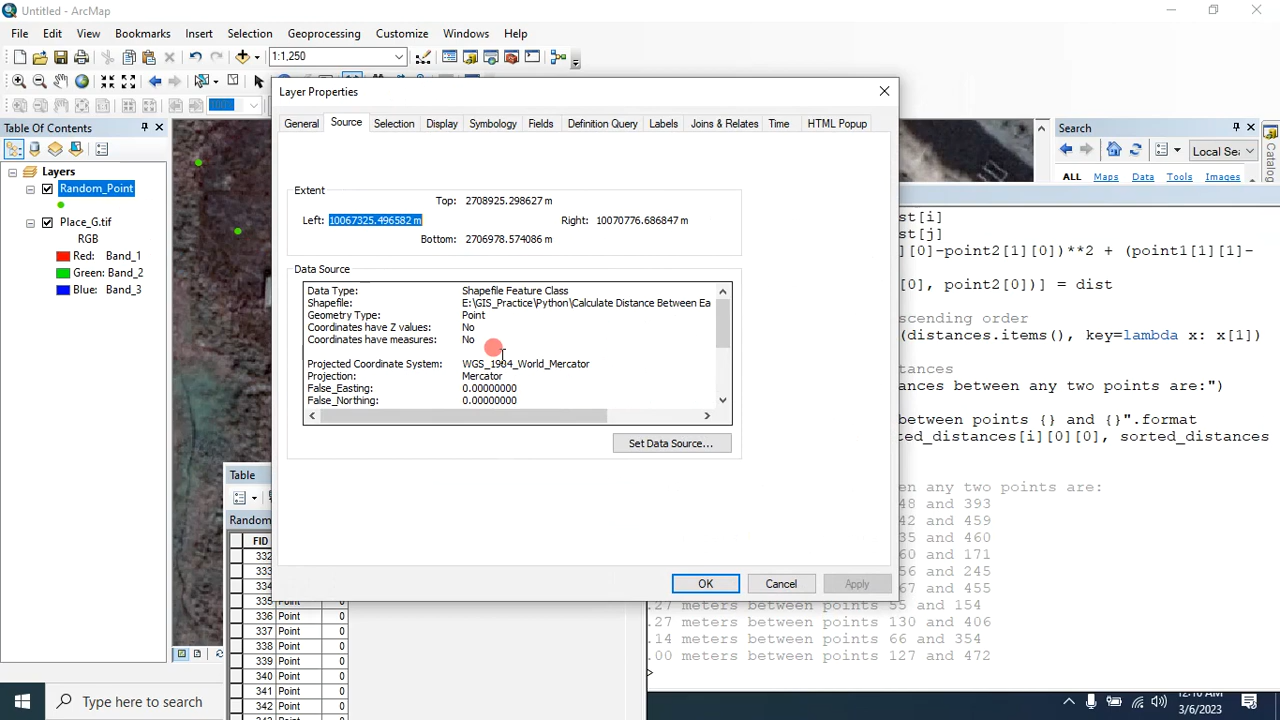 Untitled - ArcMap
File Edit View Bookmarks Insert Selection Geoprocessing Customize Windows Help
1:1,250
Layer Properties
Table Of Contents
Layers
Random_Point
Place_G.tif
RGB
Red: Band_1
Green: Band_2
Blue: Band_3
General Source Selection Display Symbology Fields Definition Query Labels Joins & Relates Time HTML Popup
Extent
Top: 2708925.298627 m
Left: 10067325.496582 m Right: 10070776.686847 m
Bottom: 2706978.574086 m
Data Source
Data Type: Shapefile Feature Class
Shapefile: E:\GIS_Practice\Python\Calculate Distance Between Ea
Geometry Type: Point
Coordinates have Z values: No
Coordinates have measures: No
Projected Coordinate System: WGS_1984_World_Mercator
Projection: Mercator
False_Easting: 0.00000000
False_Northing: 0.00000000
Set Data Source...
OK Cancel Apply
Search
Local Se
ALL Maps Data Tools Images
Catalog
st[i]
st[j]
][0]-point2[1][0])**2 + (point1[1][1]-
[0], point2[0])] = dist
scending order
(distances.items(), key=lambda x: x[1])
tances
ances between any two points are:")
between points {} and {}".format
rted_distances[i][0][0], sorted_distances
en any two points are:
48 and 393
42 and 459
35 and 460
60 and 171
56 and 245
67 and 455
.27 meters between points 55 and 154
.27 meters between points 130 and 406
.14 meters between points 66 and 354
.00 meters between points 127 and 472
>
Table
Random
FID
332
333
334
335 Point 0
336 Point 0
337 Point 0
338 Point 0
339 Point 0
340 Point 0
341 Point 0
342 Point 0
Type here to search
12:10 AM
3/6/2023